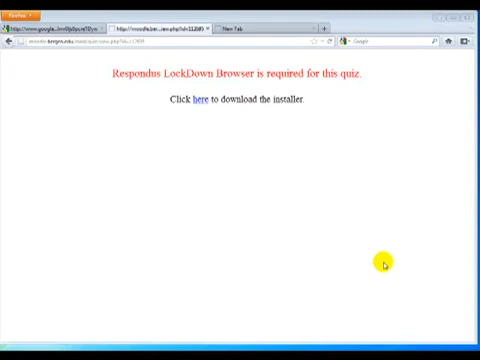 Firefox
New Tab
Google
Respondus LockDown Browser is required for this quiz.
Click here to download the installer.